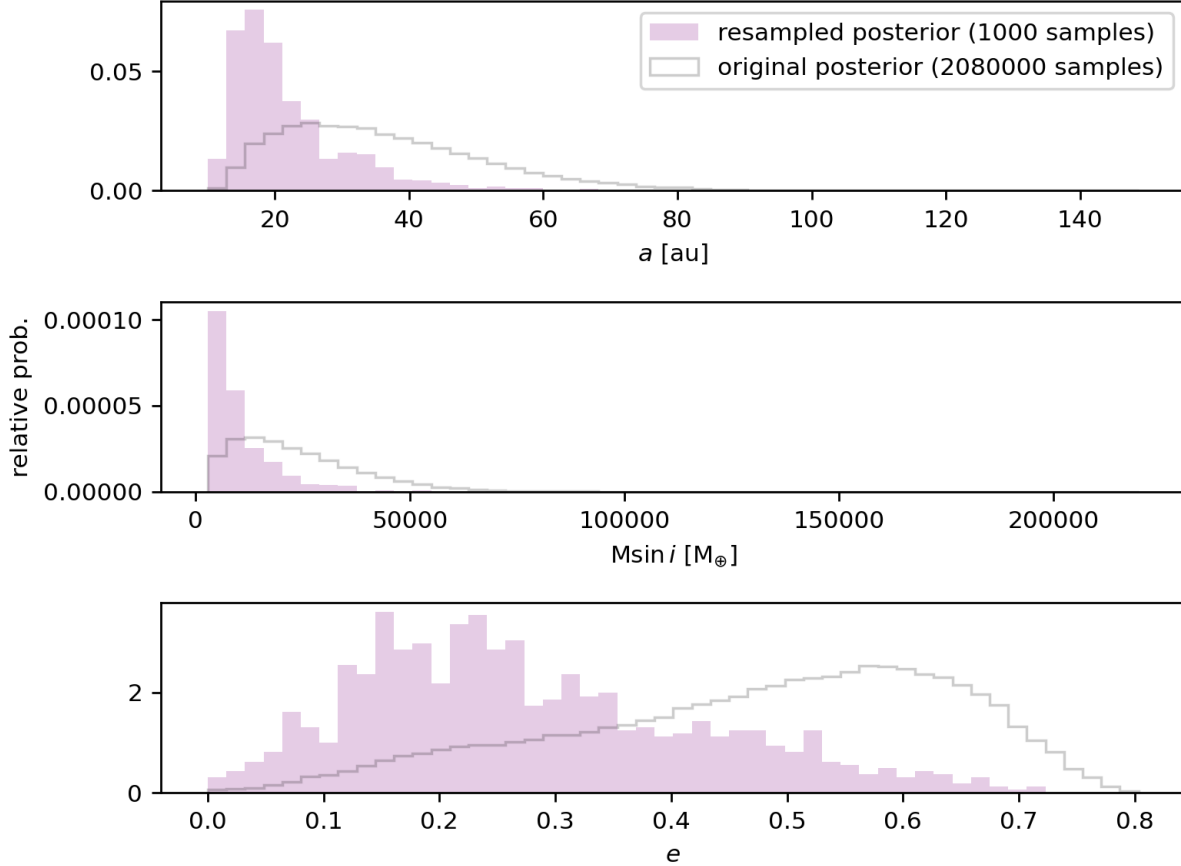 resampled posterior (1000 samples)
original posterior (2080000 samples)
0.05
0.00
20 40 60 80 100 120 140
a [au]
relative prob.
0.00010
0.00005
0.00000
0 50000 100000 150000 200000
Msin i [M⊕]
2
0
0.0 0.1 0.2 0.3 0.4 0.5 0.6 0.7 0.8
e